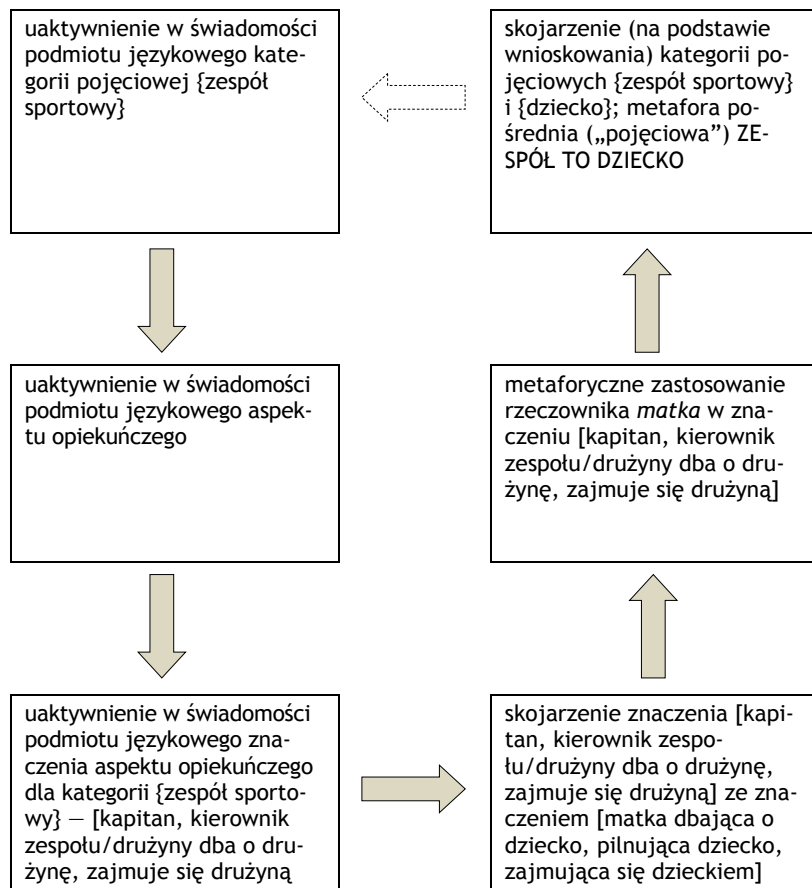 uaktywnienie w świadomości
podmiotu językowego kate-
gorii pojęciowej {zespół
sportowy}
skojarzenie (na podstawie
wnioskowania) kategorii po-
jęciowych {zespół sportowy}
i {dziecko}; metafora po-
średnia („pojęciowa”) ZE-
SPÓŁ TO DZIECKO
uaktywnienie w świadomości
podmiotu językowego aspek-
tu opiekuńczego
metaforyczne zastosowanie
rzeczownika matka w zna-
czeniu [kapitan, kierownik
zespołu/drużyny dba o dru-
żynę, zajmuje się drużyną]
uaktywnienie w świadomości
podmiotu językowego zna-
czenia aspektu opiekuńczego
dla kategorii {zespół sporto-
wy} — [kapitan, kierownik
zespołu/drużyny dba o dru-
żynę, zajmuje się drużyną
skojarzenie znaczenia [kapi-
tan, kierownik zespo-
łu/drużyny dba o drużynę,
zajmuje się drużyną] ze zna-
czeniem [matka dbająca o
dziecko, pilnująca dziecko,
zajmująca się dzieckiem]